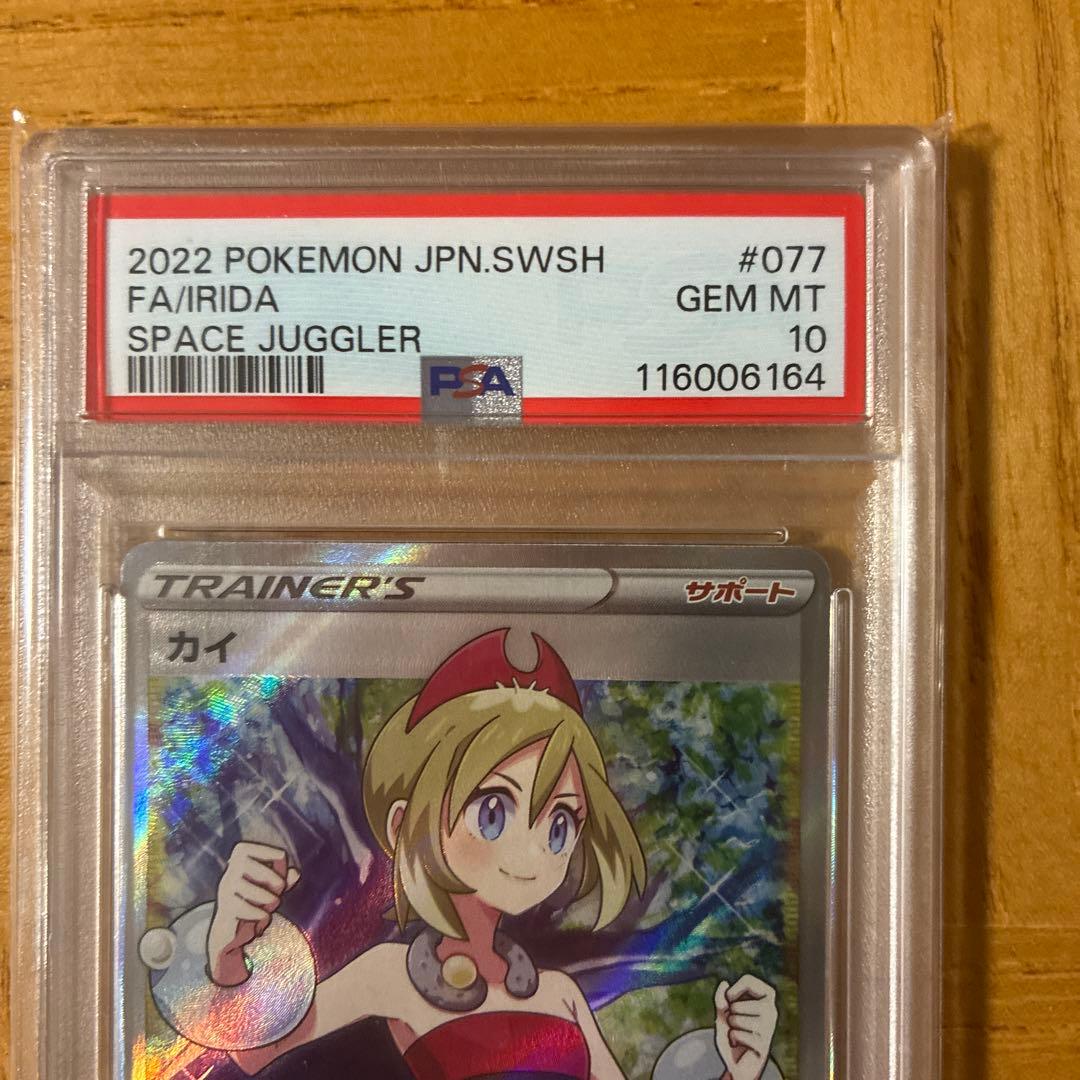 2022 POKEMON JPN.SWSH #077
FA/IRIDA GEM MT
SPACE JUGGLER 10
PSA 116006164
TRAINER'S サポート
カイ